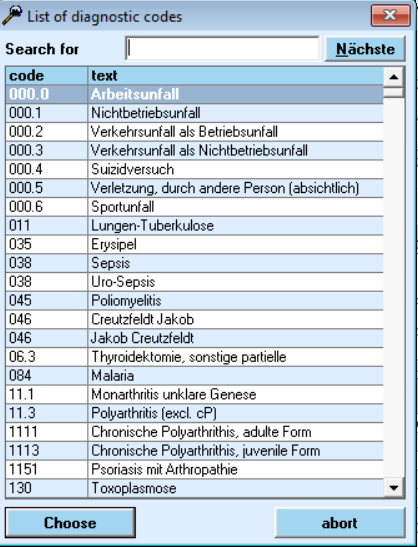 List of diagnostic codes
Search for Nächste
code text
000.0 Arbeitsunfall
000.1 Nichtbetriebsunfall
000.2 Verkehrsunfall als Betriebsunfall
000.3 Verkehrsunfall als Nichtbetriebsunfall
000.4 Suizidversuch
000.5 Verletzung, durch andere Person (absichtlich)
000.6 Sportunfall
011 Lungen-Tuberkulose
035 Erysipel
038 Sepsis
038 Uro-Sepsis
045 Poliomyelitis
046 Creutzfeldt Jakob
046 Jakob Creutzfeldt
06.3 Thyroidektomie, sonstige partielle
084 Malaria
11.1 Monarthritis unklare Genese
11.3 Polyarthritis (excl. cP)
1111 Chronische Polyarthrithis, adulte Form
1113 Chronische Polyarthrithis, juvenile Form
1151 Psoriasis mit Arthropathie
130 Toxoplasmose
Choose abort